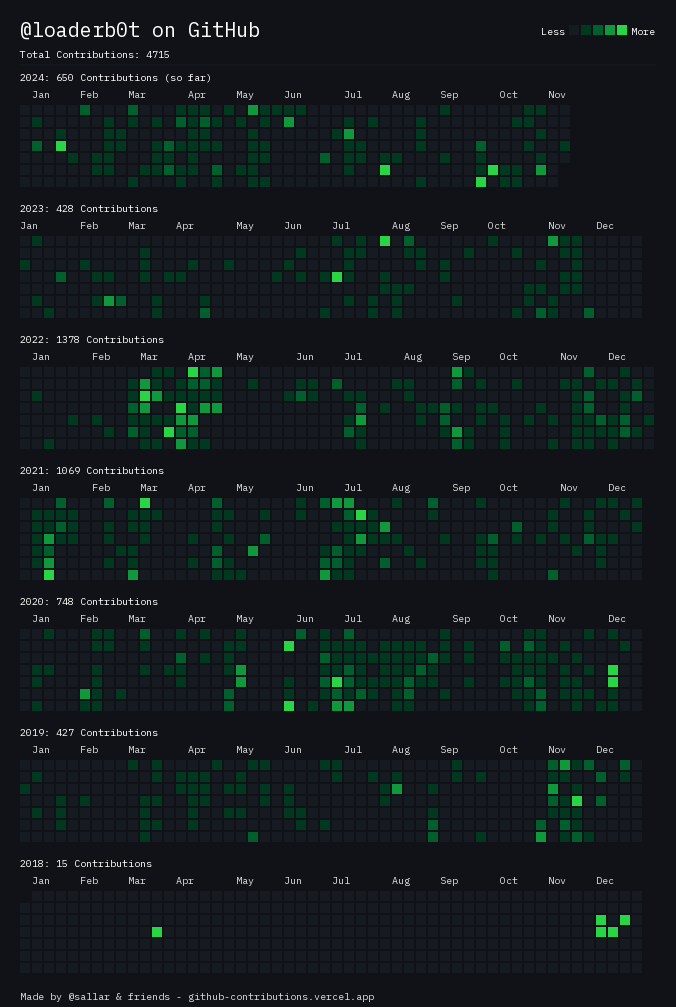 @loaderb0t on GitHub
Less More
Total Contributions: 4715
2024: 650 Contributions (so far)
Jan Feb Mar Apr May Jun Jul Aug Sep Oct Nov
2023: 428 Contributions
Jan Feb Mar Apr May Jun Jul Aug Sep Oct Nov Dec
2022: 1378 Contributions
Jan Feb Mar Apr May Jun Jul Aug Sep Oct Nov Dec
2021: 1069 Contributions
Jan Feb Mar Apr May Jun Jul Aug Sep Oct Nov Dec
2020: 748 Contributions
Jan Feb Mar Apr May Jun Jul Aug Sep Oct Nov Dec
2019: 427 Contributions
Jan Feb Mar Apr May Jun Jul Aug Sep Oct Nov Dec
2018: 15 Contributions
Jan Feb Mar Apr May Jun Jul Aug Sep Oct Nov Dec
Made by @sallar & friends - github-contributions.vercel.app